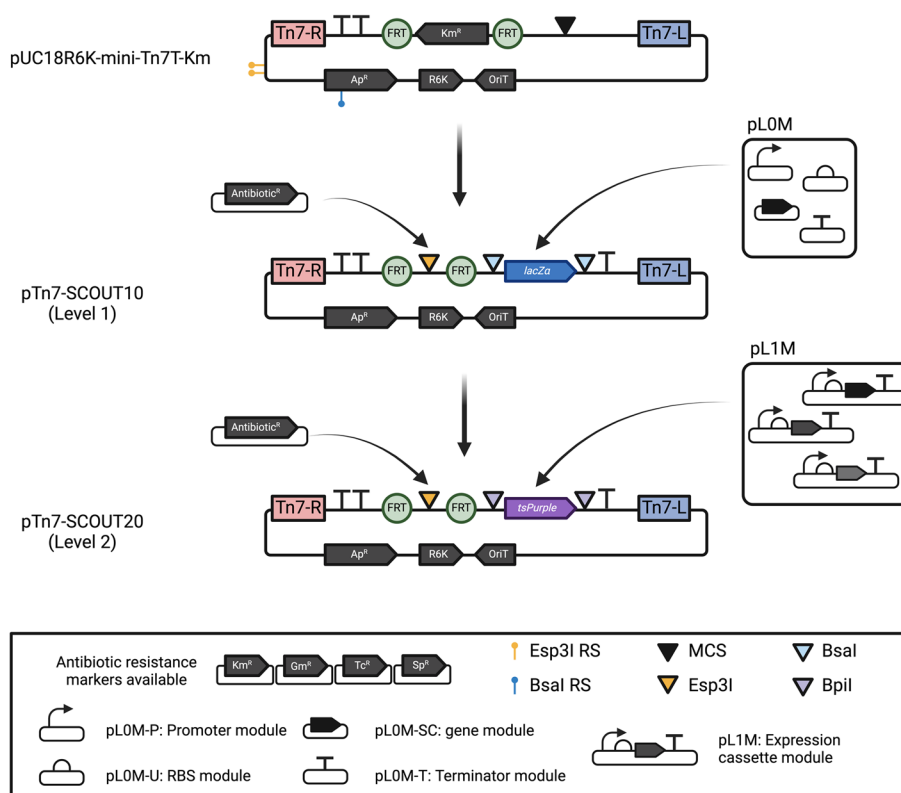 Tn7-R
FRT
Kmᴿ
FRT
Tn7-L
pUC18R6K-mini-Tn7T-Km
Apᴿ
R6K
OriT
pL0M
Antibioticᴿ
Tn7-R
FRT
FRT
lacZα
Tn7-L
pTn7-SCOUT10
(Level 1)
Apᴿ
R6K
OriT
pL1M
Antibioticᴿ
Tn7-R
FRT
FRT
tsPurple
Tn7-L
pTn7-SCOUT20
(Level 2)
Apᴿ
R6K
OriT
Antibiotic resistance
markers available
Kmᴿ
Gmᴿ
Tcᴿ
Spᴿ
Esp3I RS
MCS
BsaI
BsaI RS
Esp3I
BpiI
pL0M-P: Promoter module
pL0M-SC: gene module
pL1M: Expression
cassette module
pL0M-U: RBS module
pL0M-T: Terminator module